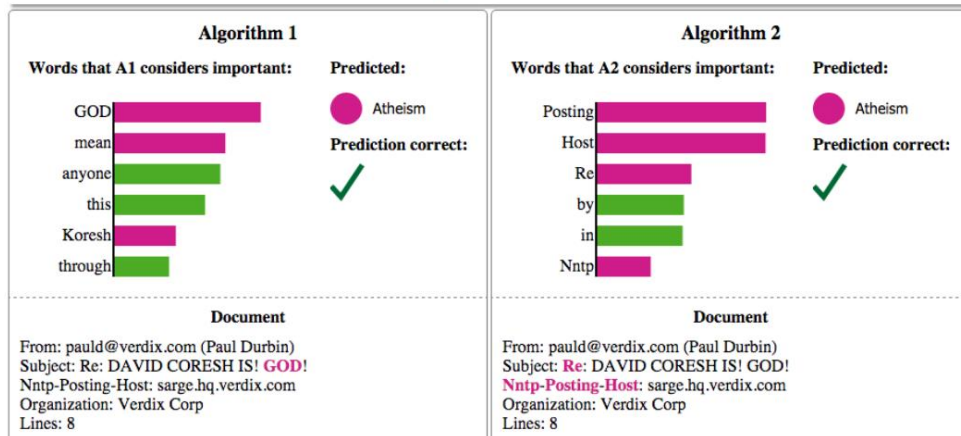 Algorithm 1
Words that A1 considers important:
Predicted:
GOD
mean
anyone
this
Koresh
through
Atheism
Prediction correct:
Document
From: pauld@verdix.com (Paul Durbin)
Subject: Re: DAVID CORESH IS! GOD!
Nntp-Posting-Host: sarge.hq.verdix.com
Organization: Verdix Corp
Lines: 8
Algorithm 2
Words that A2 considers important:
Predicted:
Posting
Host
Re
by
in
Nntp
Atheism
Prediction correct:
Document
From: pauld@verdix.com (Paul Durbin)
Subject: Re: DAVID CORESH IS! GOD!
Nntp-Posting-Host: sarge.hq.verdix.com
Organization: Verdix Corp
Lines: 8